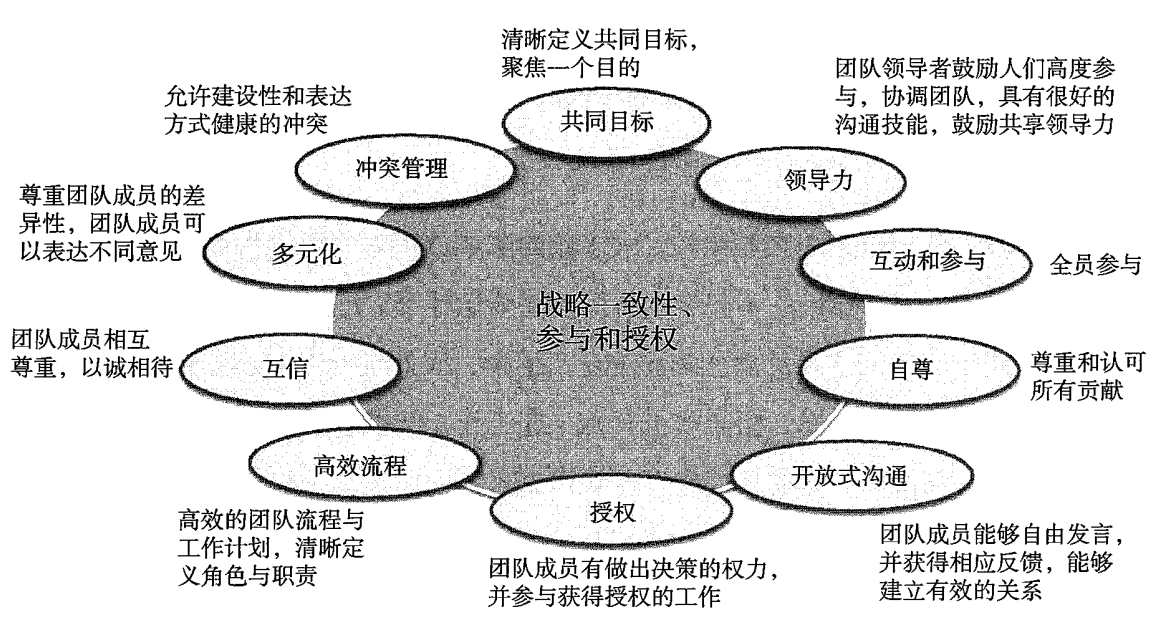 清晰定义共同目标，
聚焦一个目的
共同目标
团队领导者鼓励人们高度参
与，协调团队，具有很好的
沟通技能，鼓励共享领导力
领导力
互动和参与
全员参与
自尊
尊重和认可
所有贡献
开放式沟通
团队成员能够自由发言，
并获得相应反馈，能够
建立有效的关系
授权
团队成员有做出决策的权力，
并参与获得授权的工作
高效流程
高效的团队流程与
工作计划，清晰定
义角色与职责
互信
团队成员相互
尊重，以诚相待
多元化
尊重团队成员的差
异性，团队成员可
以表达不同意见
冲突管理
允许建设性和表达
方式健康的冲突
战略一致性、
参与和授权